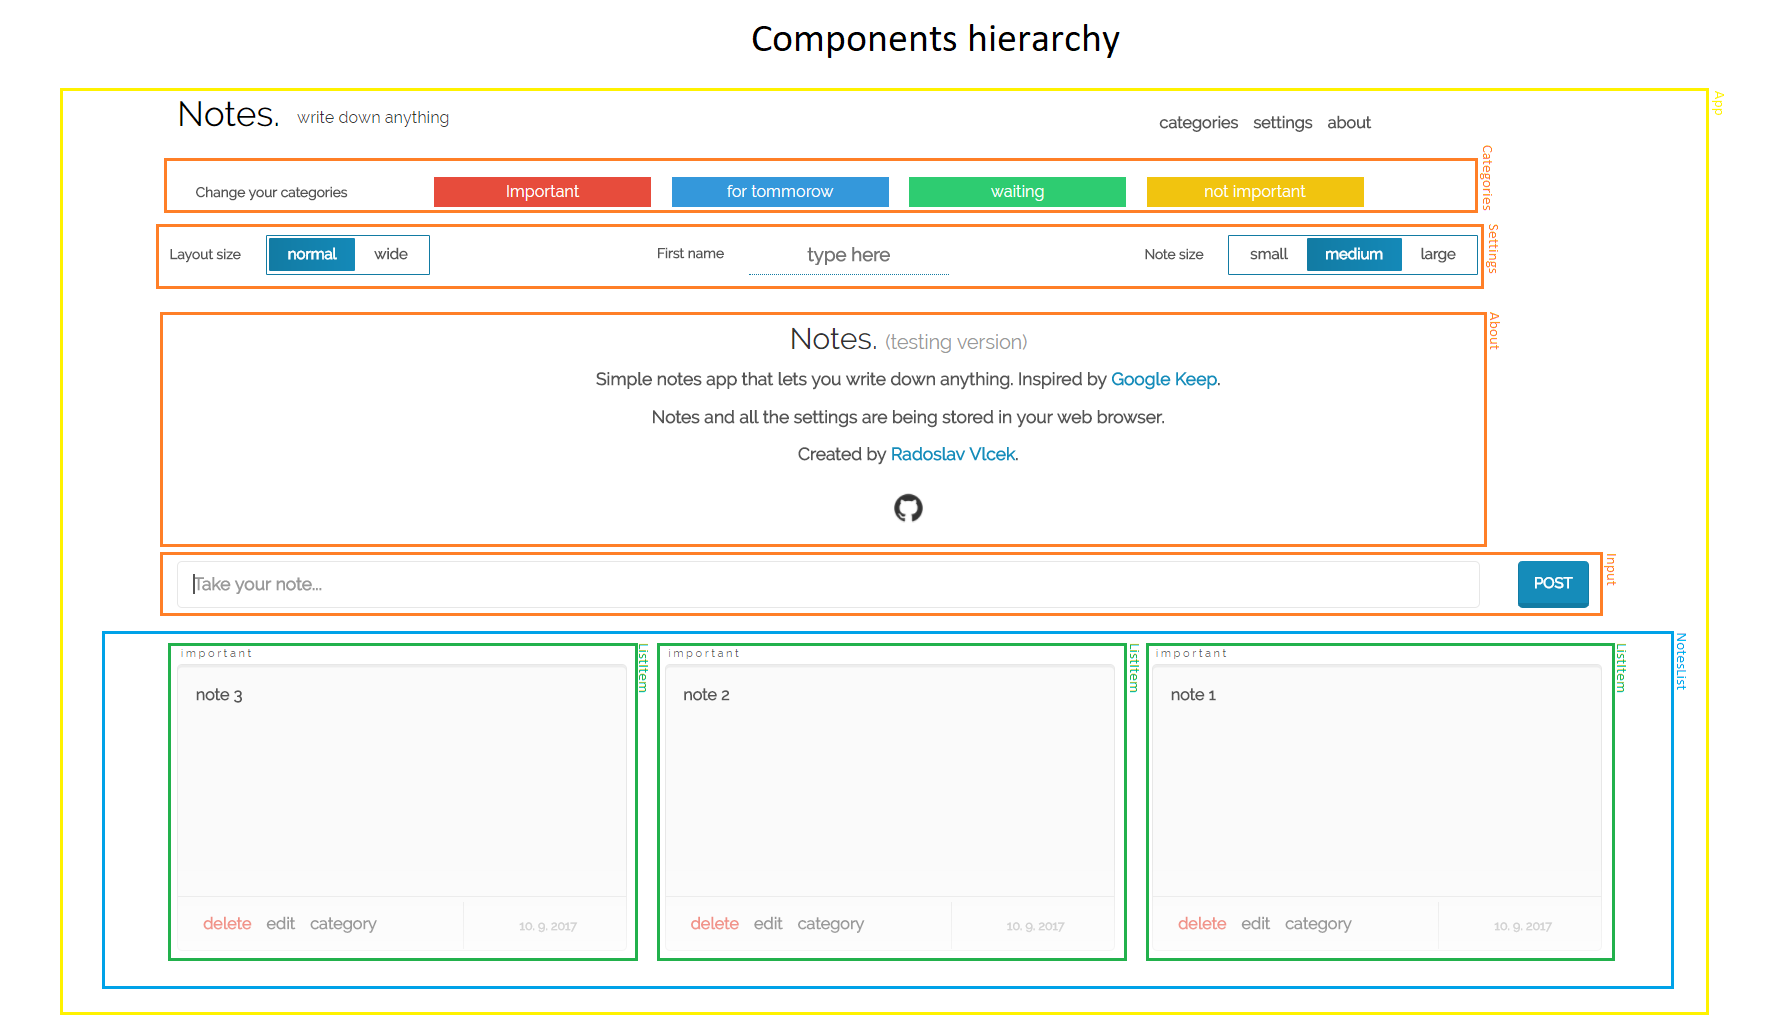 Components hierarchy
App
Notes. write down anything
categories settings about
Categories
Change your categories Important for tommorow waiting not important
Settings
Layout size normal wide First name type here Note size small medium large
About
Notes. (testing version)
Simple notes app that lets you write down anything. Inspired by Google Keep.
Notes and all the settings are being stored in your web browser.
Created by Radoslav Vlcek.
Input
Take your note... POST
NotesList
ListItem ListItem ListItem
important important important
note 3 note 2 note 1
delete edit category 10. 9. 2017 delete edit category 10. 9. 2017 delete edit category 10. 9. 2017